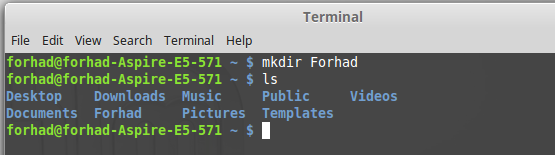 Terminal
File Edit View Search Terminal Help
forhad@forhad-Aspire-E5-571 ~ $ mkdir Forhad
forhad@forhad-Aspire-E5-571 ~ $ ls
Desktop Downloads Music Public Videos
Documents Forhad Pictures Templates
forhad@forhad-Aspire-E5-571 ~ $